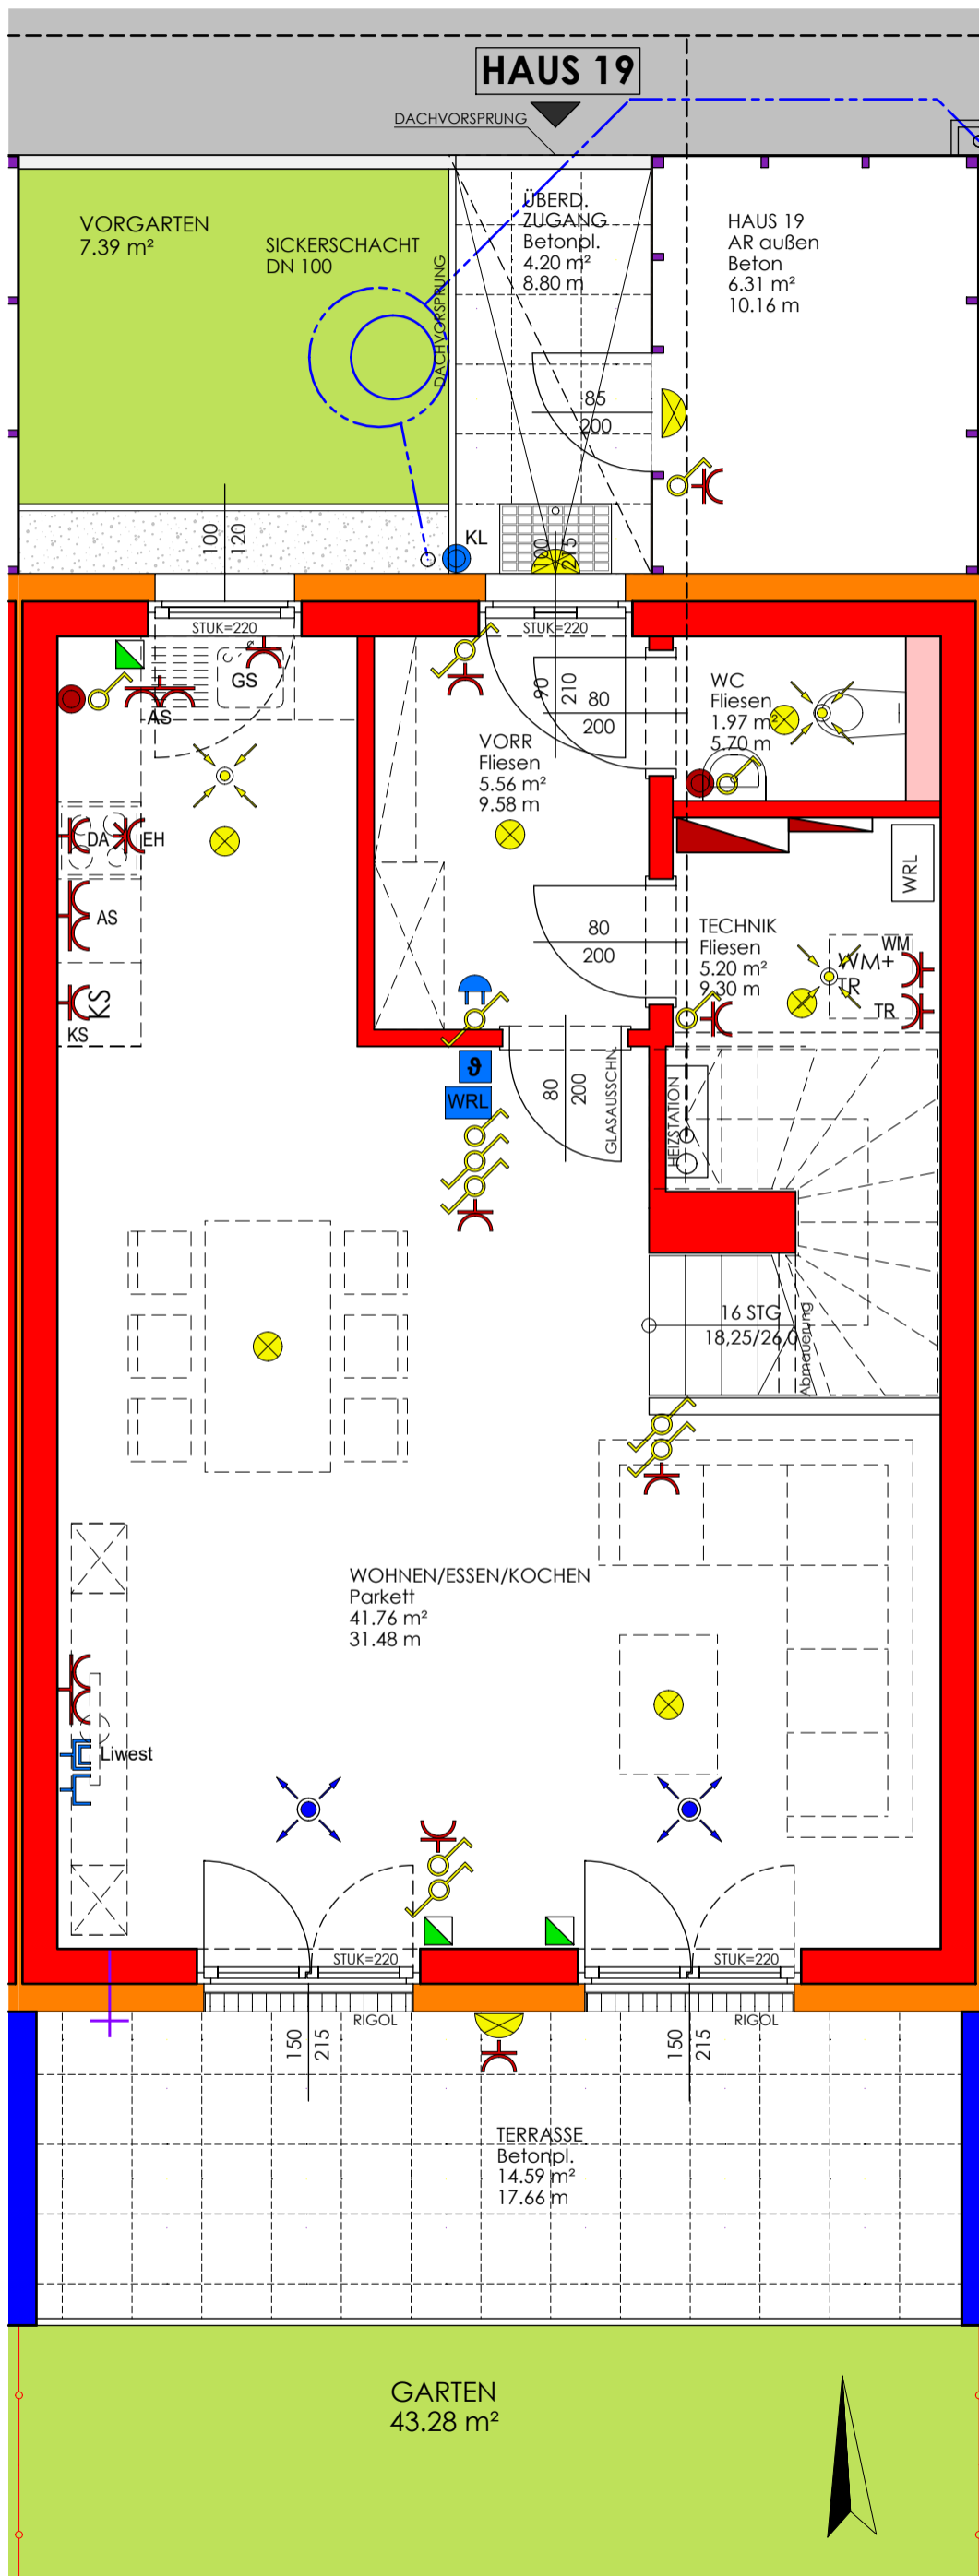 HAUS 19
DACHVORSPRUNG
VORGARTEN
7.39 m²
SICKERSCHACHT
DN 100
DACHVORSPRUNG
ÜBERD.
ZUGANG
Betonpl.
4.20 m²
8.80 m
HAUS 19
AR außen
Beton
6.31 m²
10.16 m
85
200
100
120
KL
215
STUK=220
STUK=220
GS
AS
90
210
80
200
WC
Fliesen
1.97 m²
5.70 m
VORR
Fliesen
5.56 m²
9.58 m
DA
EH
AS
KS
KS
80
200
TECHNIK
Fliesen
5.20 m²
9.30 m
WRL
WM
WM+
TR
TR
ϑ
WRL
80
200
GLASAUSSCHN.
HEIZSTATION
16 STG
18,25/26,0
Abmauerung
WOHNEN/ESSEN/KOCHEN
Parkett
41.76 m²
31.48 m
Liwest
STUK=220
STUK=220
RIGOL
RIGOL
150
215
150
215
TERRASSE
Betonpl.
14.59 m²
17.66 m
GARTEN
43.28 m²